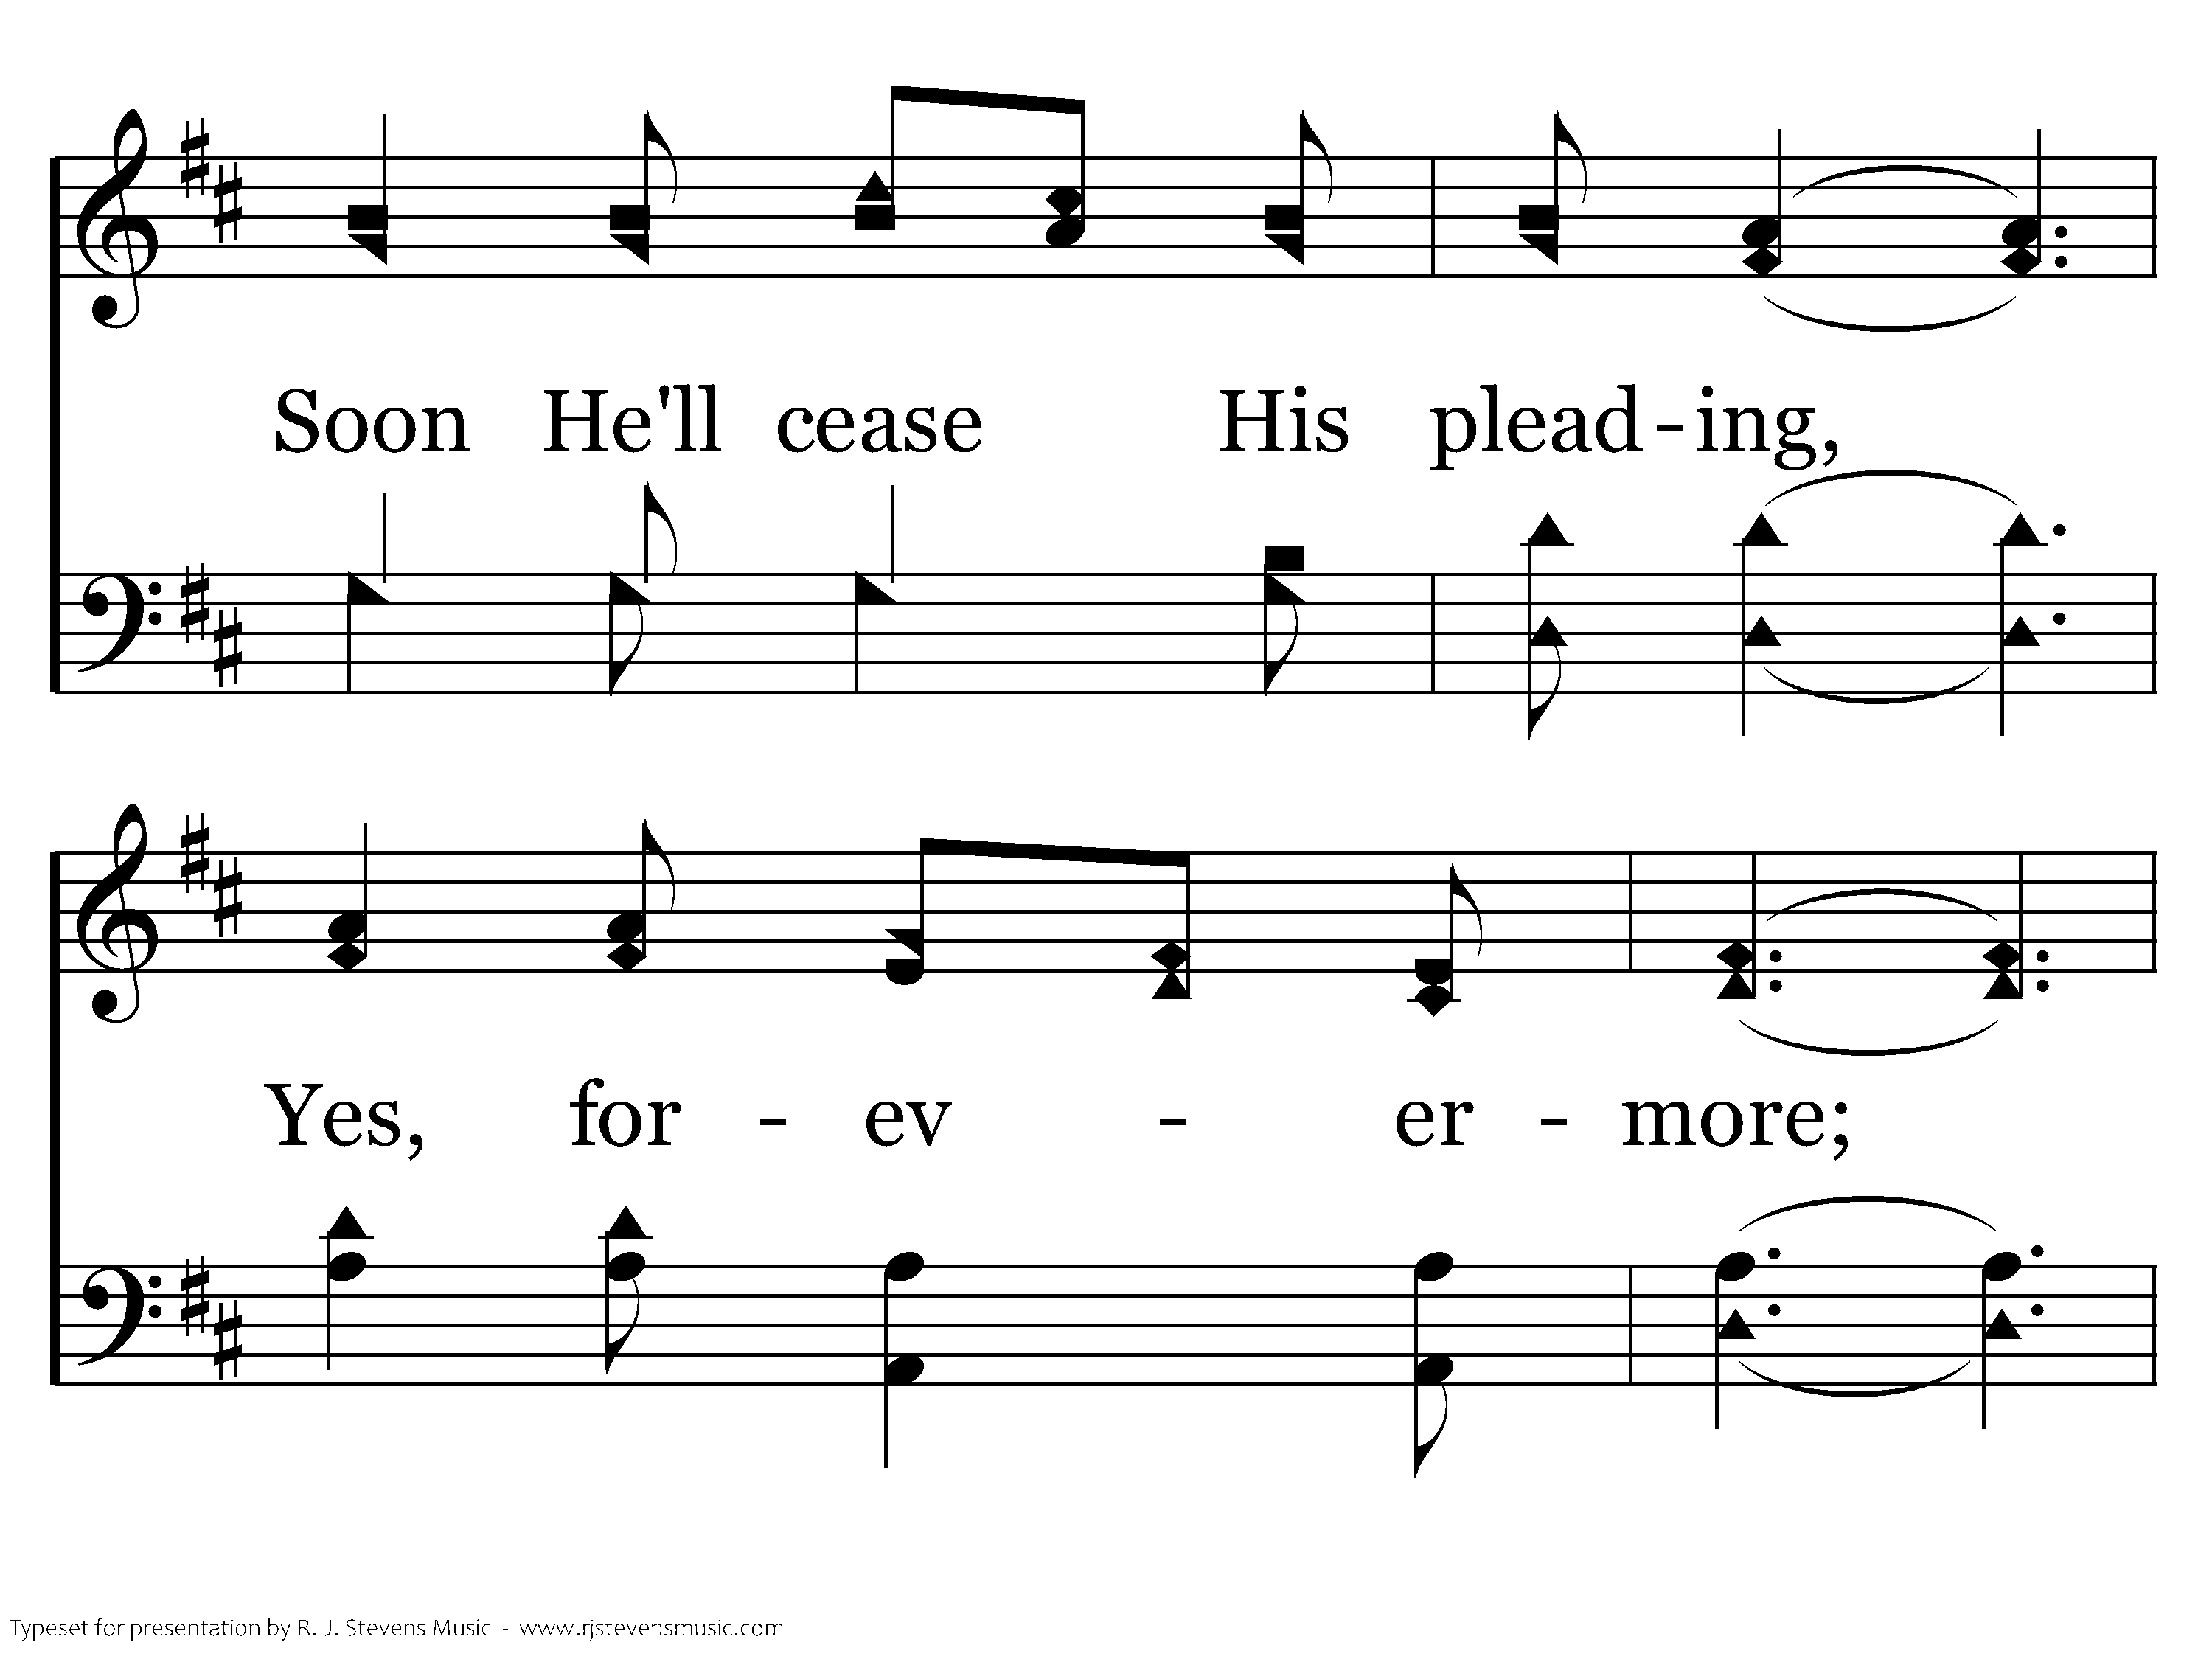 Soon He'll cease His plead-ing,
Yes, for - ev - er - more;
Typeset for presentation by R. J. Stevens Music - www.rjstevensmusic.com